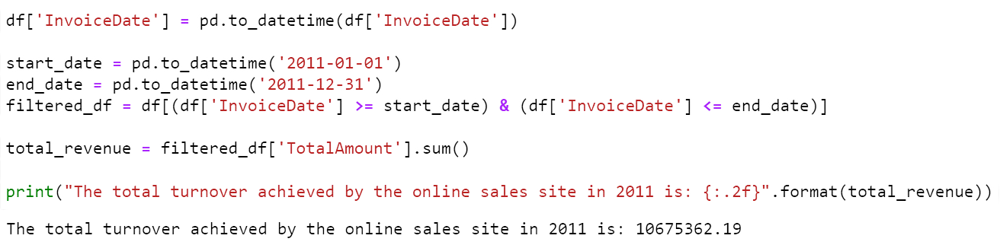 df['InvoiceDate'] = pd.to_datetime(df['InvoiceDate'])
start_date = pd.to_datetime('2011-01-01')
end_date = pd.to_datetime('2011-12-31')
filtered_df = df[(df['InvoiceDate'] >= start_date) & (df['InvoiceDate'] <= end_date)]
total_revenue = filtered_df['TotalAmount'].sum()
print("The total turnover achieved by the online sales site in 2011 is: {:.2f}".format(total_revenue))
The total turnover achieved by the online sales site in 2011 is: 10675362.19